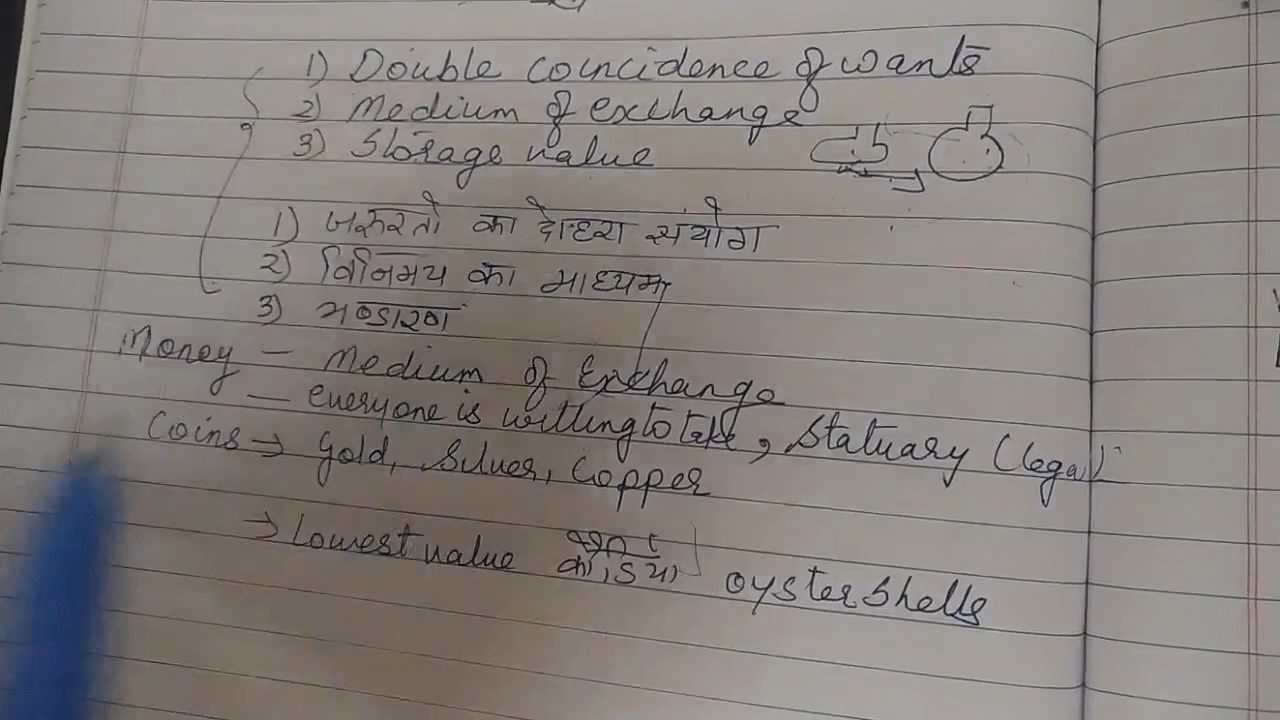 1) Double coincidence of wants
2) Medium of exchange
3) Storage value
1) जरूरतो का दोहरा संयोग
2) विनिमय का माध्यम
3) भण्डारण
Money - Medium of Exchange
- everyone is willing to take, Statuary (legal)
Coins → Gold, Silver, Copper
→ Lowest value कौड़िया oyster shells